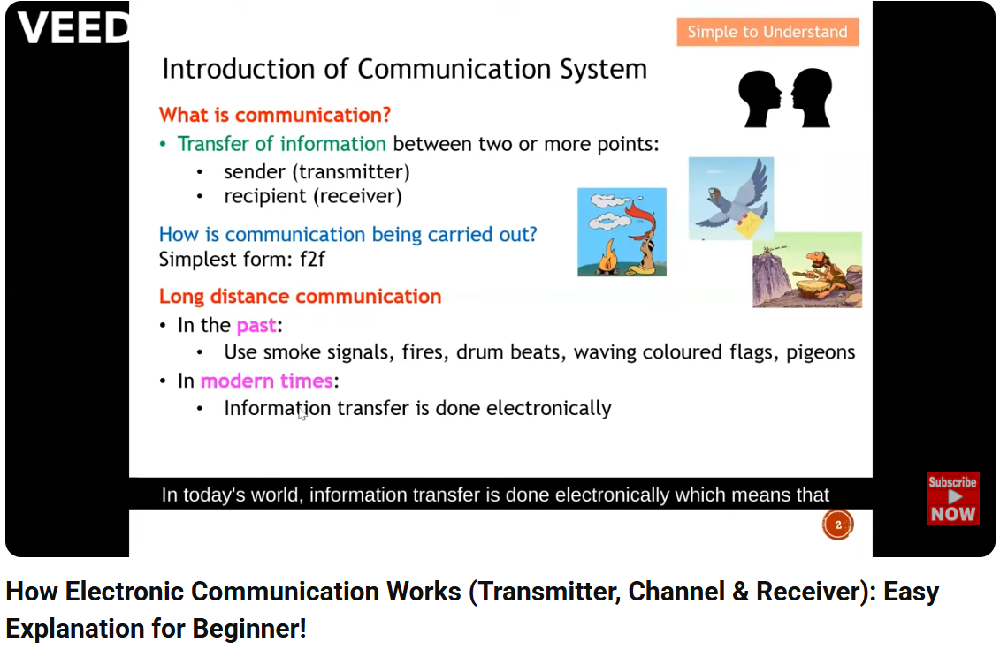 VEED
Simple to Understand
Introduction of Communication System
What is communication?
• Transfer of information between two or more points:
• sender (transmitter)
• recipient (receiver)
How is communication being carried out?
Simplest form: f2f
Long distance communication
• In the past:
• Use smoke signals, fires, drum beats, waving coloured flags, pigeons
• In modern times:
• Information transfer is done electronically
In today's world, information transfer is done electronically which means that
Subscribe
NOW
2
How Electronic Communication Works (Transmitter, Channel & Receiver): Easy
Explanation for Beginner!